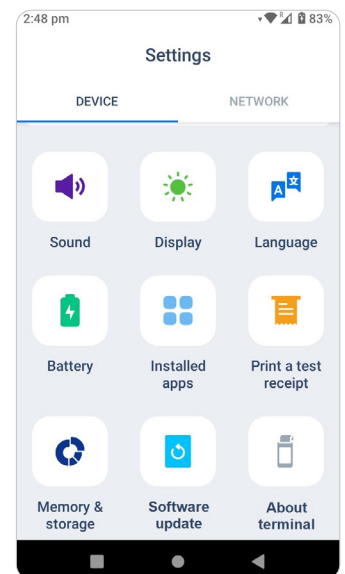 2:48 pm R 83%
Settings
DEVICE NETWORK
A 文
Sound Display Language
Battery Installed apps Print a test receipt
Memory & storage Software update About terminal